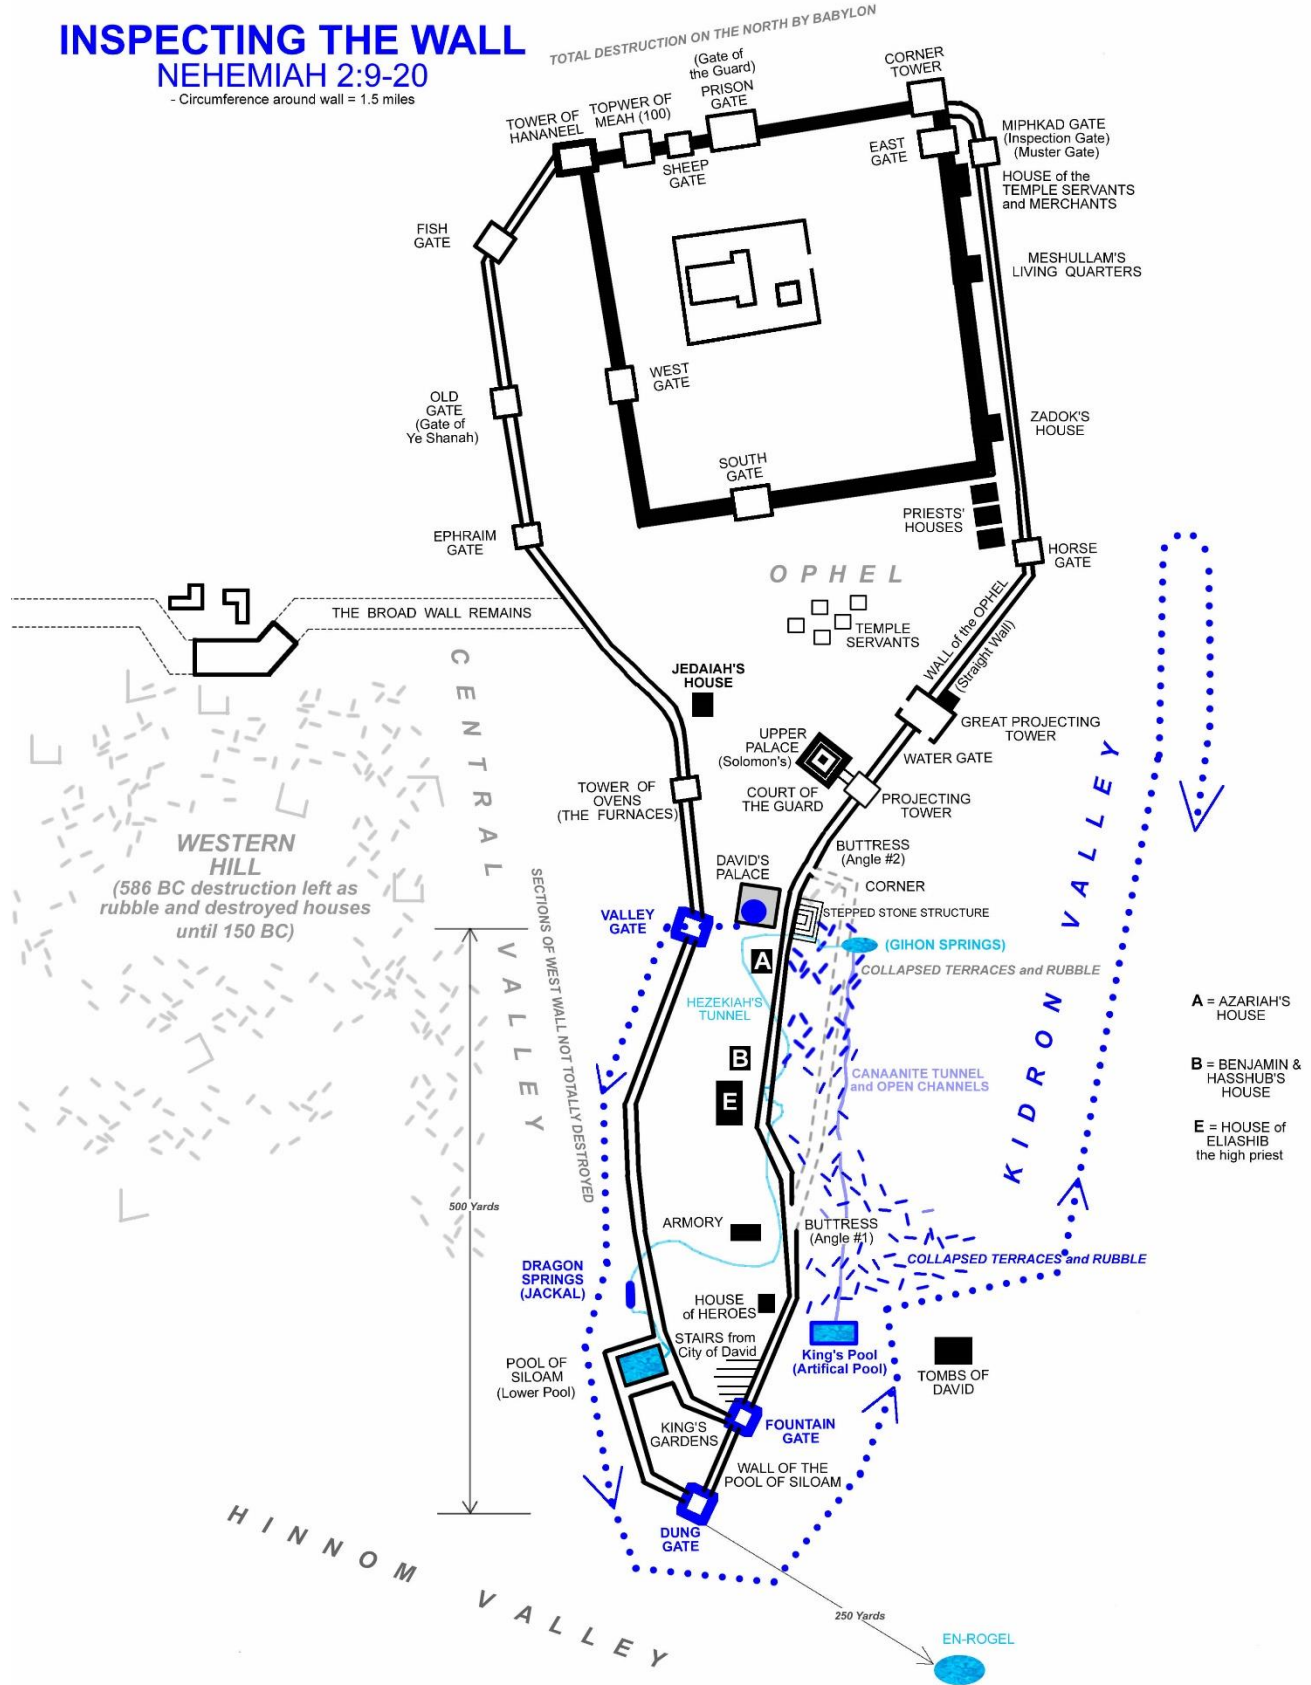 INSPECTING THE WALL
NEHEMIAH 2:9-20
- Circumference around wall = 1.5 miles
TOTAL DESTRUCTION ON THE NORTH BY BABYLON
(Gate of
the Guard)
PRISON
GATE
CORNER
TOWER
TOWER OF
HANANEEL
TOPWER OF
MEAH (100)
SHEEP
GATE
EAST
GATE
MIPHKAD GATE
(Inspection Gate)
(Muster Gate)
HOUSE of the
TEMPLE SERVANTS
and MERCHANTS
FISH
GATE
MESHULLAM'S
LIVING QUARTERS
WEST
GATE
OLD
GATE
(Gate of
Ye Shanah)
ZADOK'S
HOUSE
SOUTH
GATE
PRIESTS'
HOUSES
EPHRAIM
GATE
HORSE
GATE
OPHEL
THE BROAD WALL REMAINS
TEMPLE
SERVANTS
WALL of the OPHEL
(Straight Wall)
JEDAIAH'S
HOUSE
CENTRAL VALLEY
GREAT PROJECTING
TOWER
UPPER
PALACE
(Solomon's)
WATER GATE
COURT OF
THE GUARD
PROJECTING
TOWER
TOWER OF
OVENS
(THE FURNACES)
KIDRON VALLEY
WESTERN
HILL
(586 BC destruction left as
rubble and destroyed houses
until 150 BC)
BUTTRESS
(Angle #2)
DAVID'S
PALACE
CORNER
STEPPED STONE STRUCTURE
VALLEY
GATE
SECTIONS OF WEST WALL NOT TOTALLY DESTROYED
(GIHON SPRINGS)
COLLAPSED TERRACES and RUBBLE
A
HEZEKIAH'S
TUNNEL
A = AZARIAH'S
HOUSE
B
CANAANITE TUNNEL
and OPEN CHANNELS
B = BENJAMIN &
HASSHUB'S
HOUSE
E
E = HOUSE of
ELIASHIB
the high priest
500 Yards
ARMORY
BUTTRESS
(Angle #1)
COLLAPSED TERRACES and RUBBLE
DRAGON
SPRINGS
(JACKAL)
HOUSE
of HEROES
STAIRS from
City of David
King's Pool
(Artifical Pool)
POOL OF
SILOAM
(Lower Pool)
TOMBS OF
DAVID
KING'S
GARDENS
FOUNTAIN
GATE
WALL OF THE
POOL OF SILOAM
DUNG
GATE
HINNOM VALLEY
250 Yards
EN-ROGEL